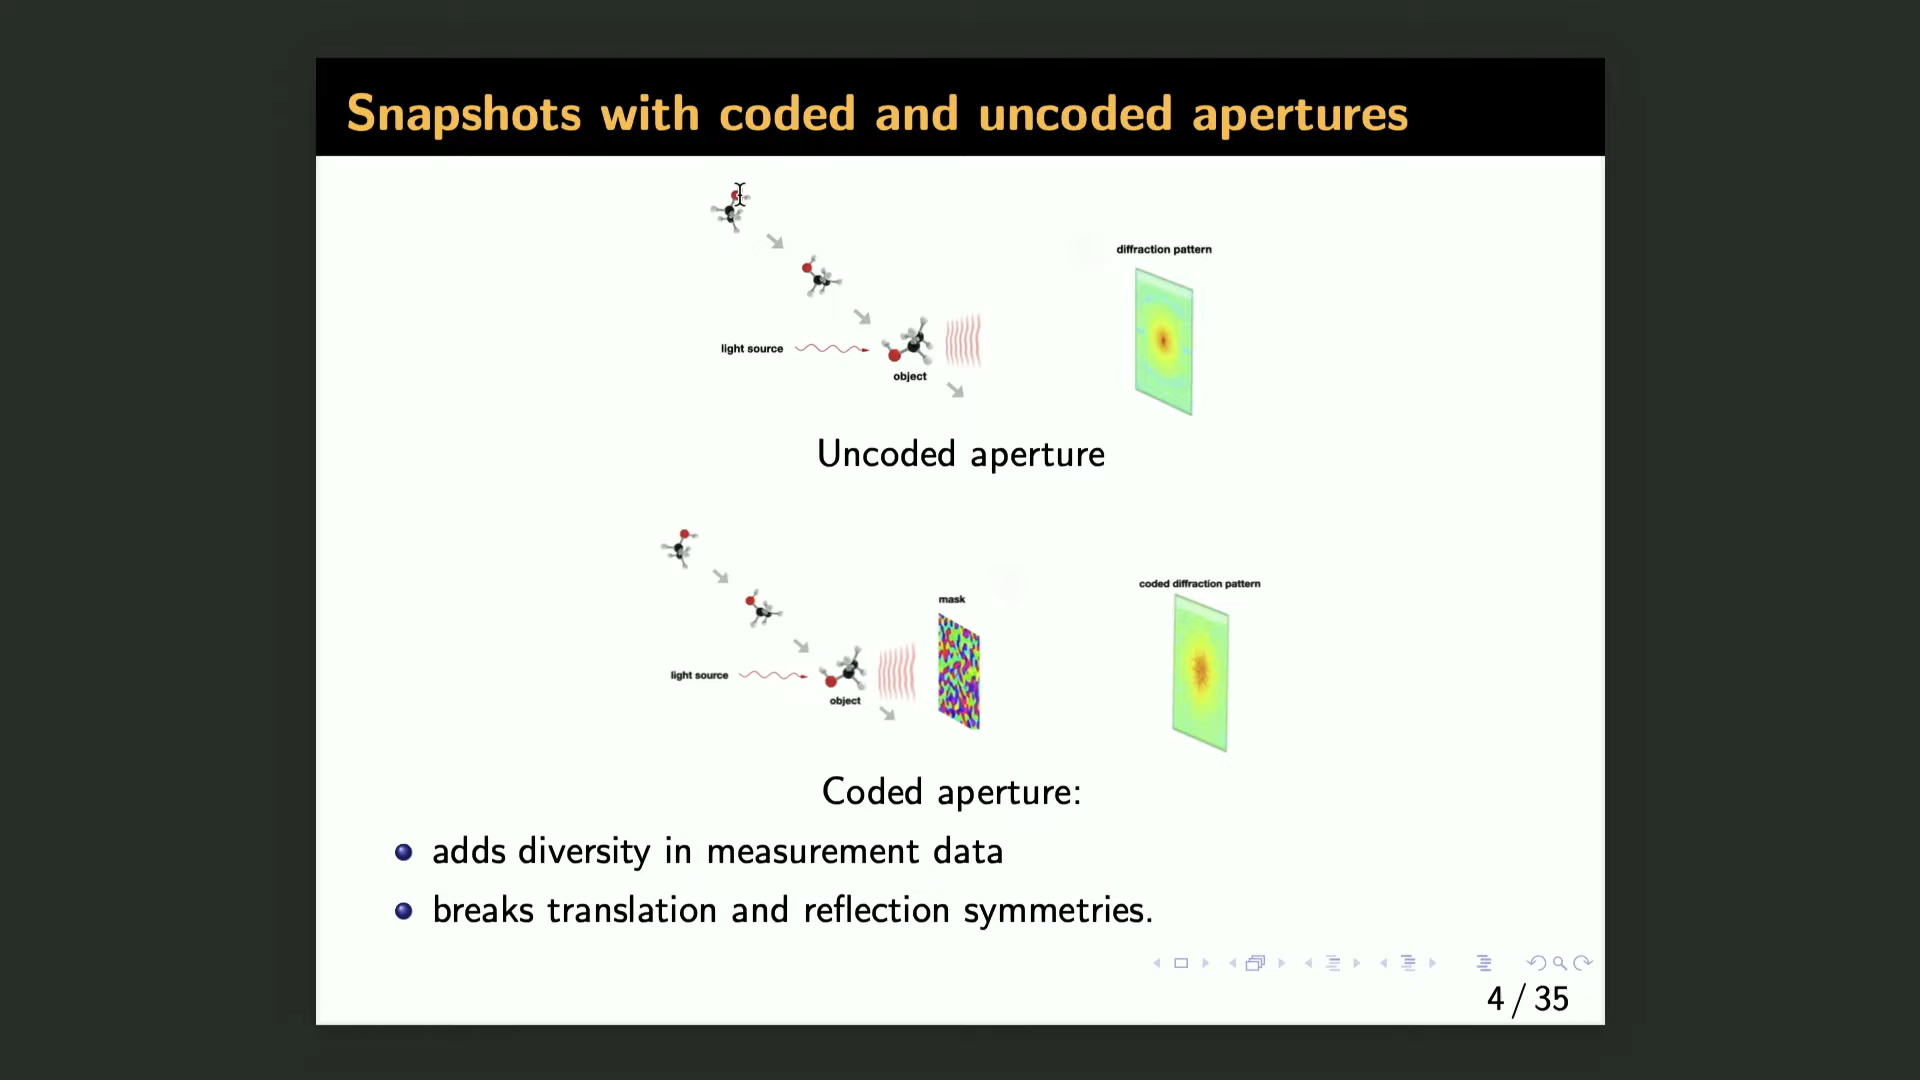 Snapshots with coded and uncoded apertures
diffraction pattern
light source
object
Uncoded aperture
coded diffraction pattern
mask
light source
object
Coded aperture:
adds diversity in measurement data
breaks translation and reflection symmetries.
4 / 35